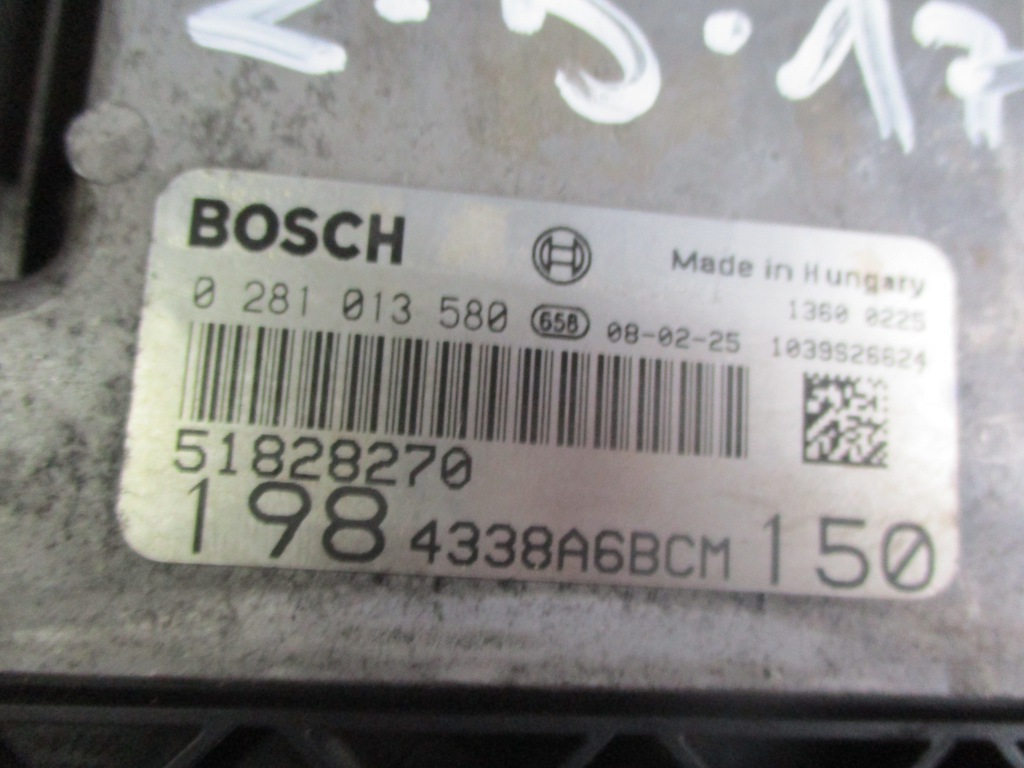 BOSCH
Made in Hungary
0 281 013 580 658 08-02-25 1360 0225
1039S26624
51828270
198 4338A6BCM 150